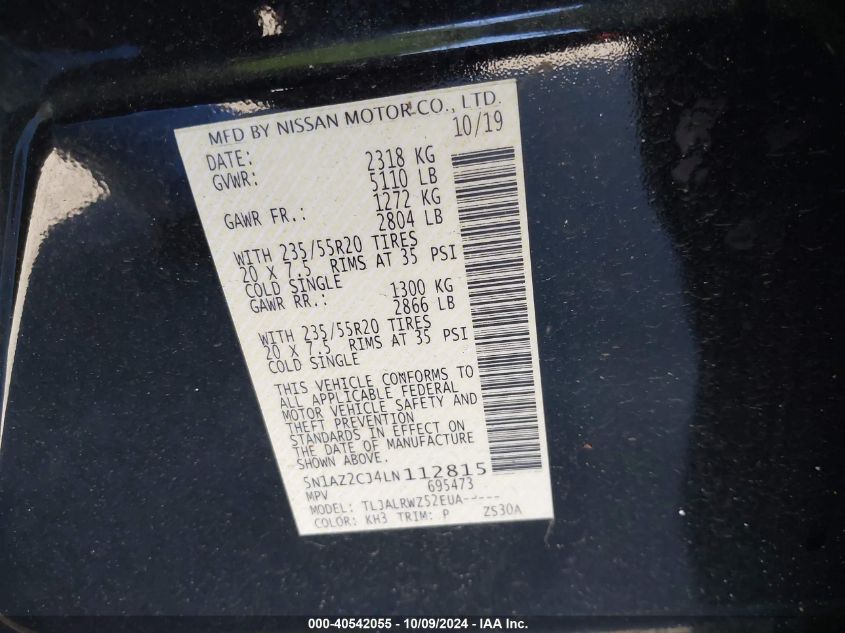 MFD BY NISSAN MOTOR CO., LTD.
DATE: 10/19
GVWR: 2318 KG
5110 LB
GAWR FR.: 1272 KG
2804 LB
WITH 235/55R20 TIRES
20 X 7.5 RIMS AT 35 PSI
COLD SINGLE
GAWR RR.: 1300 KG
2866 LB
WITH 235/55R20 TIRES
20 X 7.5 RIMS AT 35 PSI
COLD SINGLE
THIS VEHICLE CONFORMS TO
ALL APPLICABLE FEDERAL
MOTOR VEHICLE SAFETY AND
THEFT PREVENTION
STANDARDS IN EFFECT ON
THE DATE OF MANUFACTURE
SHOWN ABOVE.
5N1AZ2CJ4LN112815
MPV 695473
MODEL: TLJALRWZ52EUA-----
COLOR: KH3 TRIM: P ZS30A
000-40542055 - 10/09/2024 - IAA Inc.